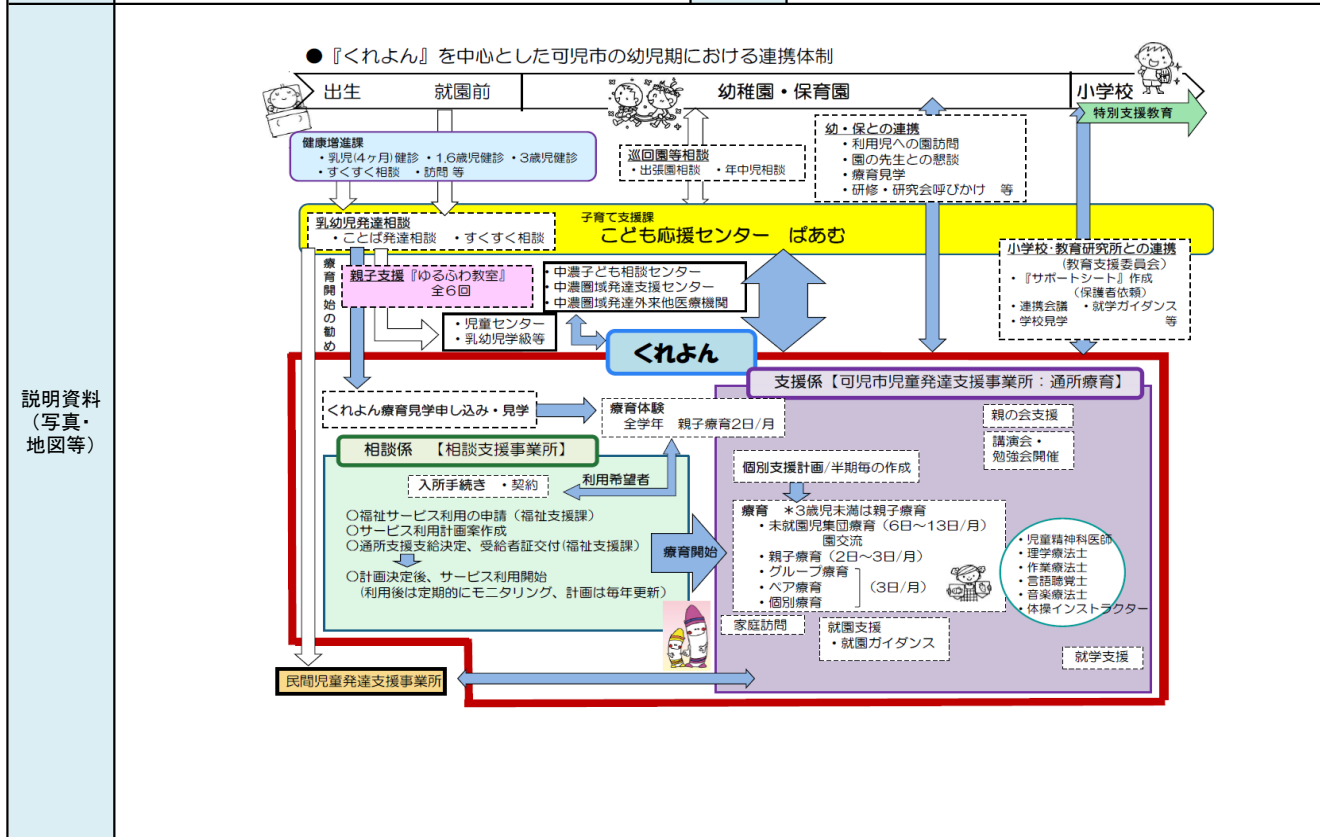 説明資料
（写真・
地図等）
●『くれよん』を中心とした可児市の幼児期における連携体制
出生　就園前
幼稚園・保育園
小学校
特別支援教育
健康増進課
・乳児(4ヶ月)健診 ・1,6歳児健診 ・3歳児健診
・すくすく相談　・訪問 等
巡回園等相談
・出張園相談　・年中児相談
幼・保との連携
・利用児への園訪問
・園の先生との懇談
・療育見学
・研修・研究会呼びかけ　等
乳幼児発達相談
・ことば発達相談　・すくすく相談
子育て支援課
こども応援センター　ぱあむ
小学校・教育研究所との連携
（教育支援委員会）
・『サポートシート』作成
（保護者依頼）
・連携会議　・就学ガイダンス
・学校見学　　　等
療育開始の勧め
親子支援『ゆるふわ教室』
全６回
・中濃子ども相談センター
・中濃圏域発達支援センター
・中濃圏域発達外来他医療機関
・児童センター
・乳幼児学級等
くれよん
支援係【可児市児童発達支援事業所：通所療育】
くれよん療育見学申し込み・見学
療育体験
全学年　親子療育2日/月
親の会支援
講演会・
勉強会開催
相談係　【相談支援事業所】
入所手続き　・契約
利用希望者
個別支援計画/半期毎の作成
〇福祉サービス利用の申請（福祉支援課）
〇サービス利用計画案作成
〇通所支援支給決定、受給者証交付(福祉支援課）
〇計画決定後、サービス利用開始
（利用後は定期的にモニタリング、計画は毎年更新）
療育開始
療育　＊3歳児未満は親子療育
・未就園児集団療育（6日～13日/月）
園交流
・親子療育（2日～3日/月）
・グループ療育
・ペア療育　（3日/月）
・個別療育
・児童精神科医師
・理学療法士
・作業療法士
・言語聴覚士
・音楽療法士
・体操インストラクター
家庭訪問
就園支援
・就園ガイダンス
就学支援
民間児童発達支援事業所